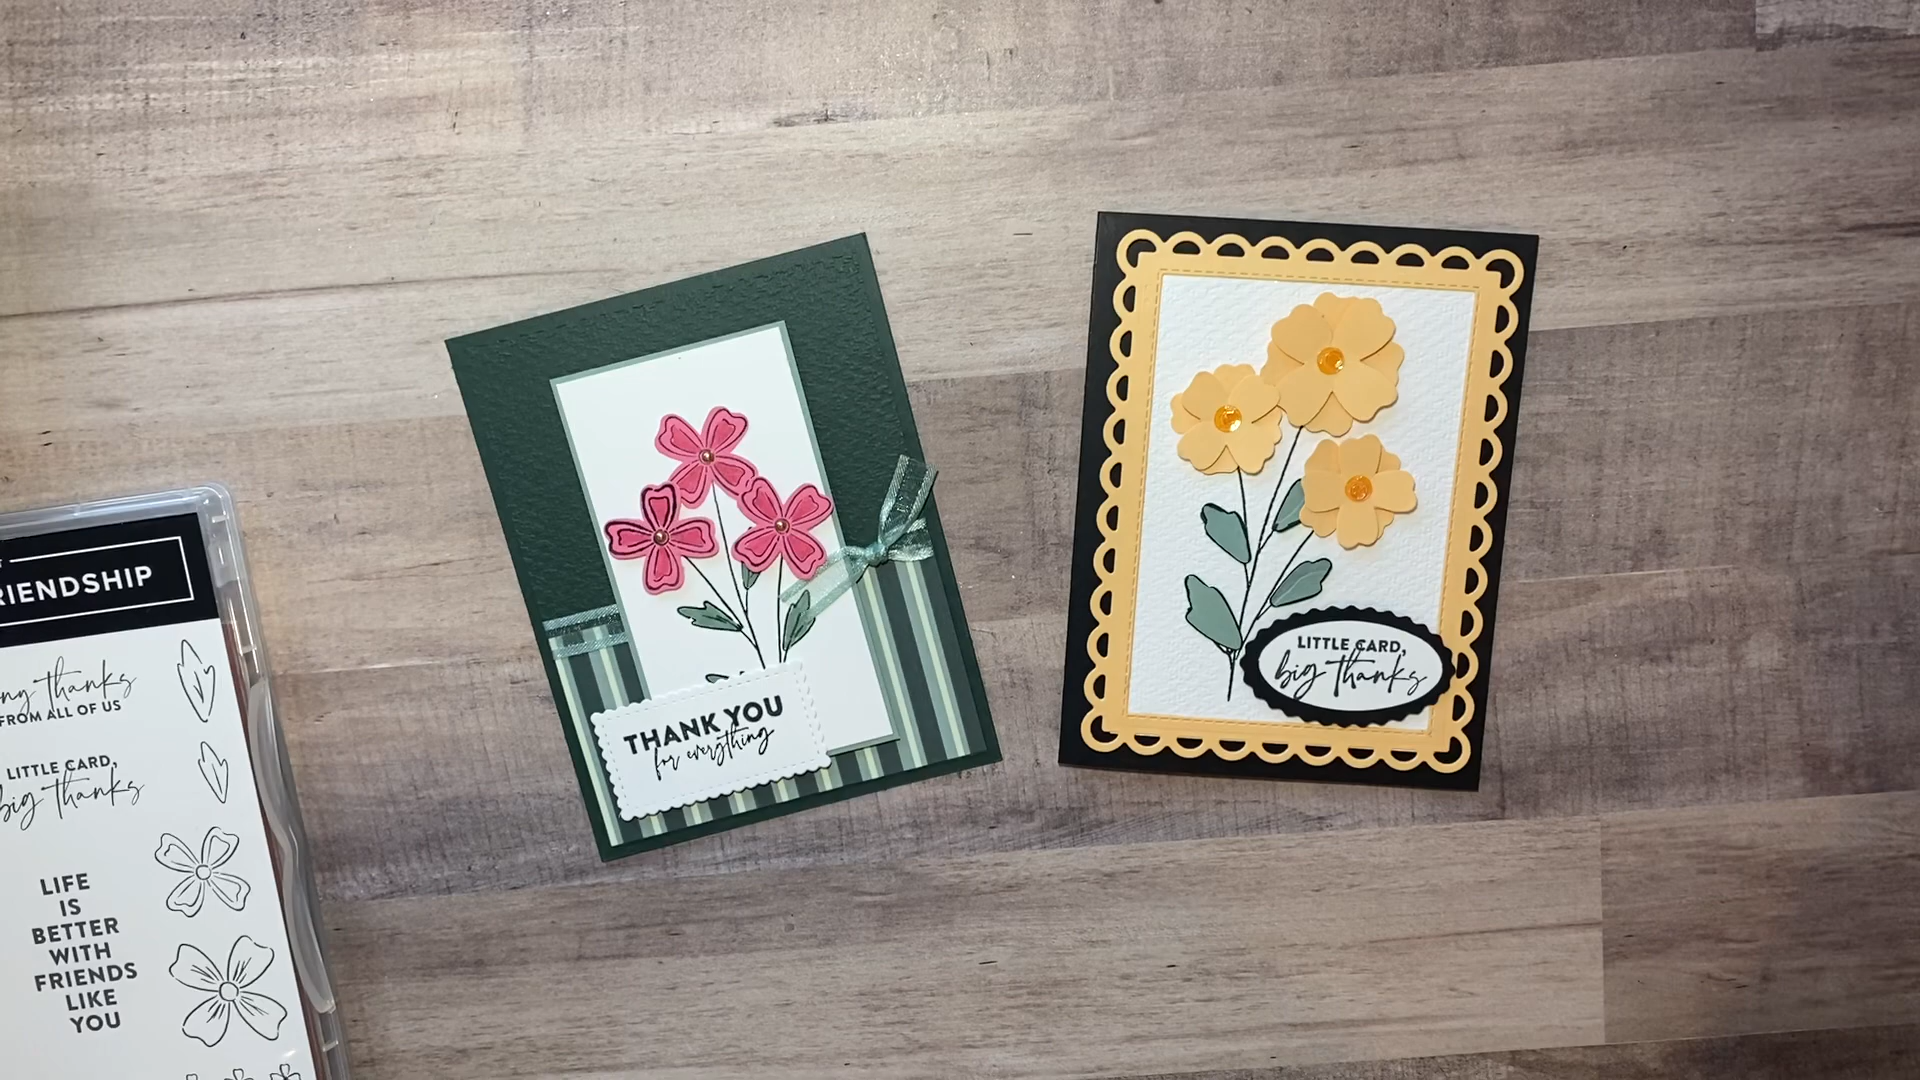 RIENDSHIP
ng thanks
FROM ALL OF US
LITTLE CARD,
big thanks
LIFE
IS
BETTER
WITH
FRIENDS
LIKE
YOU
THANK YOU
for everything
LITTLE CARD,
big thanks